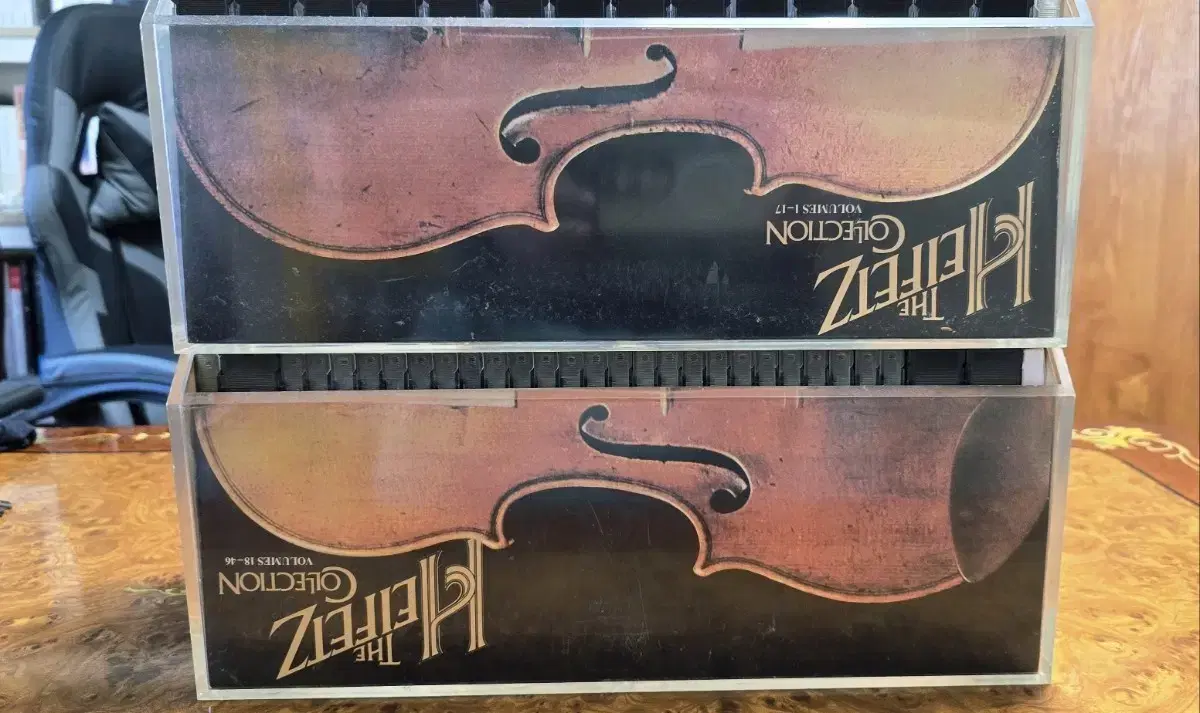 THE
HEIFETZ
COLLECTION
VOLUMES 1–17
THE
HEIFETZ
COLLECTION
VOLUMES 18–46